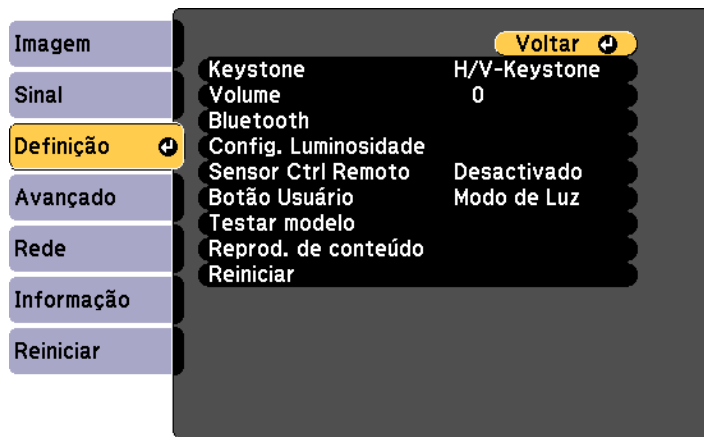 Imagem
Sinal
Definição
Avançado
Rede
Informação
Reiniciar
Voltar
Keystone H/V-Keystone
Volume 0
Bluetooth
Config. Luminosidade
Sensor Ctrl Remoto Desactivado
Botão Usuário Modo de Luz
Testar modelo
Reprod. de conteúdo
Reiniciar